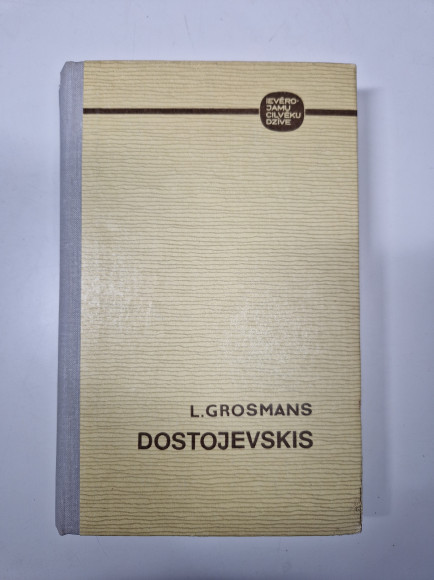 IEVĒRO-
JAMU
CILVĒKU
DZĪVE
L.GROSMANS
DOSTOJEVSKIS